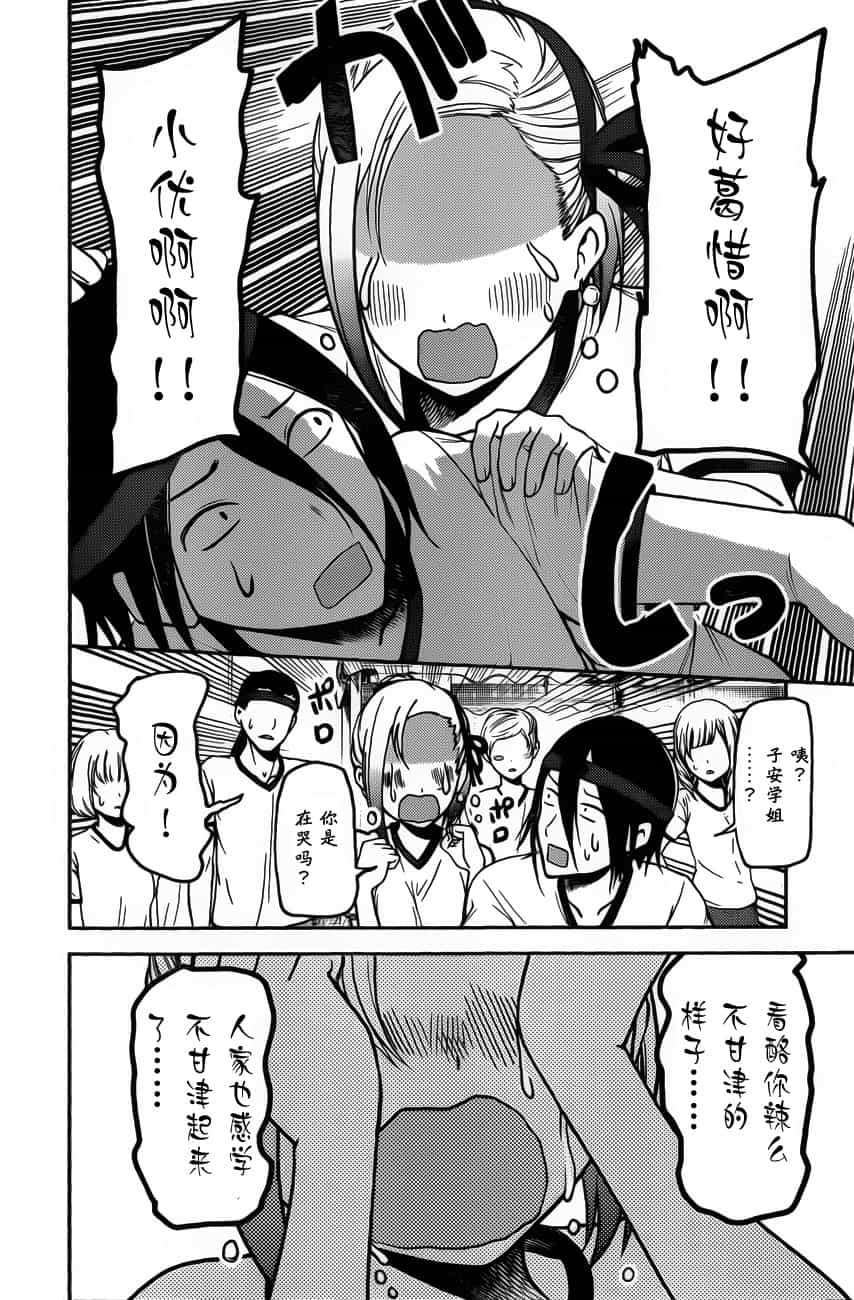 好葛惜啊!!
小优啊啊啊!!
ガ
しっ
咦?
子安学姐
……?
ポロ
ポロ
你是
在哭吗?
因为!
看酪你辣么
不甘津的
样子……
人家也感学
不甘津起来
了……